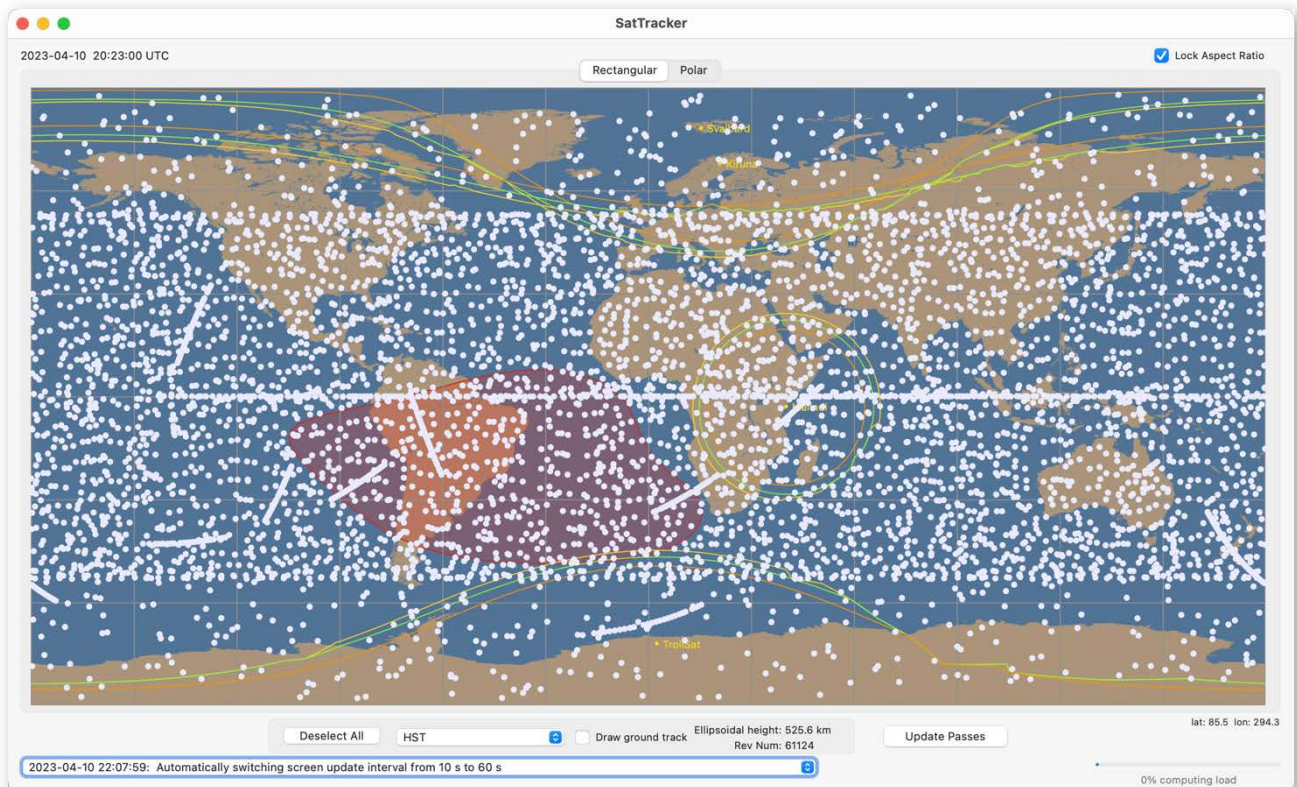 SatTracker
2023-04-10 20:23:00 UTC
Lock Aspect Ratio
Rectangular Polar
Svalbard
Kiruna
TrollSat
lat: 85.5 lon: 294.3
Deselect All
HST
Draw ground track
Ellipsoidal height: 525.6 km
Rev Num: 61124
Update Passes
2023-04-10 22:07:59: Automatically switching screen update interval from 10 s to 60 s
0% computing load